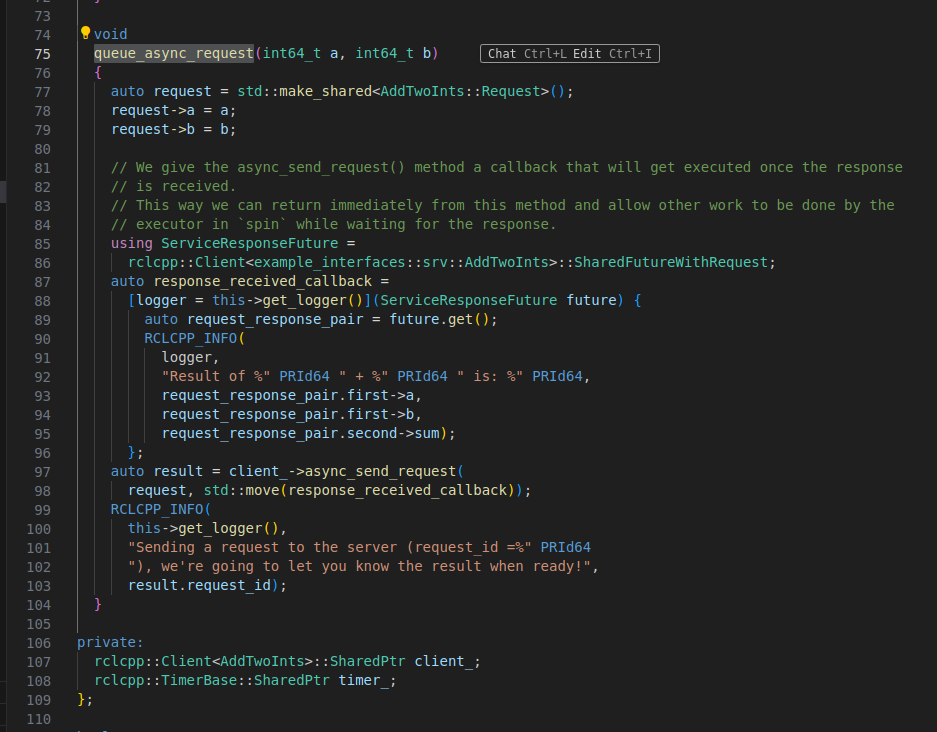 73
74 void
75 queue_async_request(int64_t a, int64_t b) Chat Ctrl+L Edit Ctrl+I
76 {
77 auto request = std::make_shared<AddTwoInts::Request>();
78 request->a = a;
79 request->b = b;
80
81 // We give the async_send_request() method a callback that will get executed once the response
82 // is received.
83 // This way we can return immediately from this method and allow other work to be done by the
84 // executor in `spin` while waiting for the response.
85 using ServiceResponseFuture =
86 rclcpp::Client<example_interfaces::srv::AddTwoInts>::SharedFutureWithRequest;
87 auto response_received_callback =
88 [logger = this->get_logger()](ServiceResponseFuture future) {
89 auto request_response_pair = future.get();
90 RCLCPP_INFO(
91 logger,
92 "Result of %" PRId64 " + %" PRId64 " is: %" PRId64,
93 request_response_pair.first->a,
94 request_response_pair.first->b,
95 request_response_pair.second->sum);
96 };
97 auto result = client_->async_send_request(
98 request, std::move(response_received_callback));
99 RCLCPP_INFO(
100 this->get_logger(),
101 "Sending a request to the server (request_id =%" PRId64
102 "), we're going to let you know the result when ready!",
103 result.request_id);
104 }
105
106 private:
107 rclcpp::Client<AddTwoInts>::SharedPtr client_;
108 rclcpp::TimerBase::SharedPtr timer_;
109 };
110